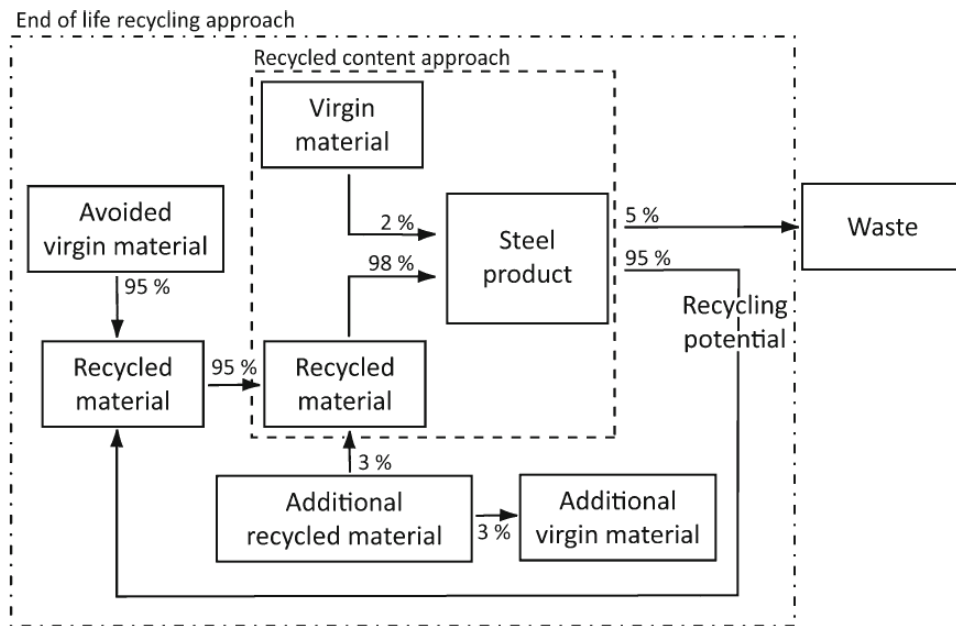 End of life recycling approach
Recycled content approach
Virgin
material
Avoided
virgin material
2 %
Steel
product
5 %
Waste
98 %
95 %
95 %
Recycling
potential
Recycled
material
95 %
Recycled
material
3 %
Additional
recycled material
3 %
Additional
virgin material